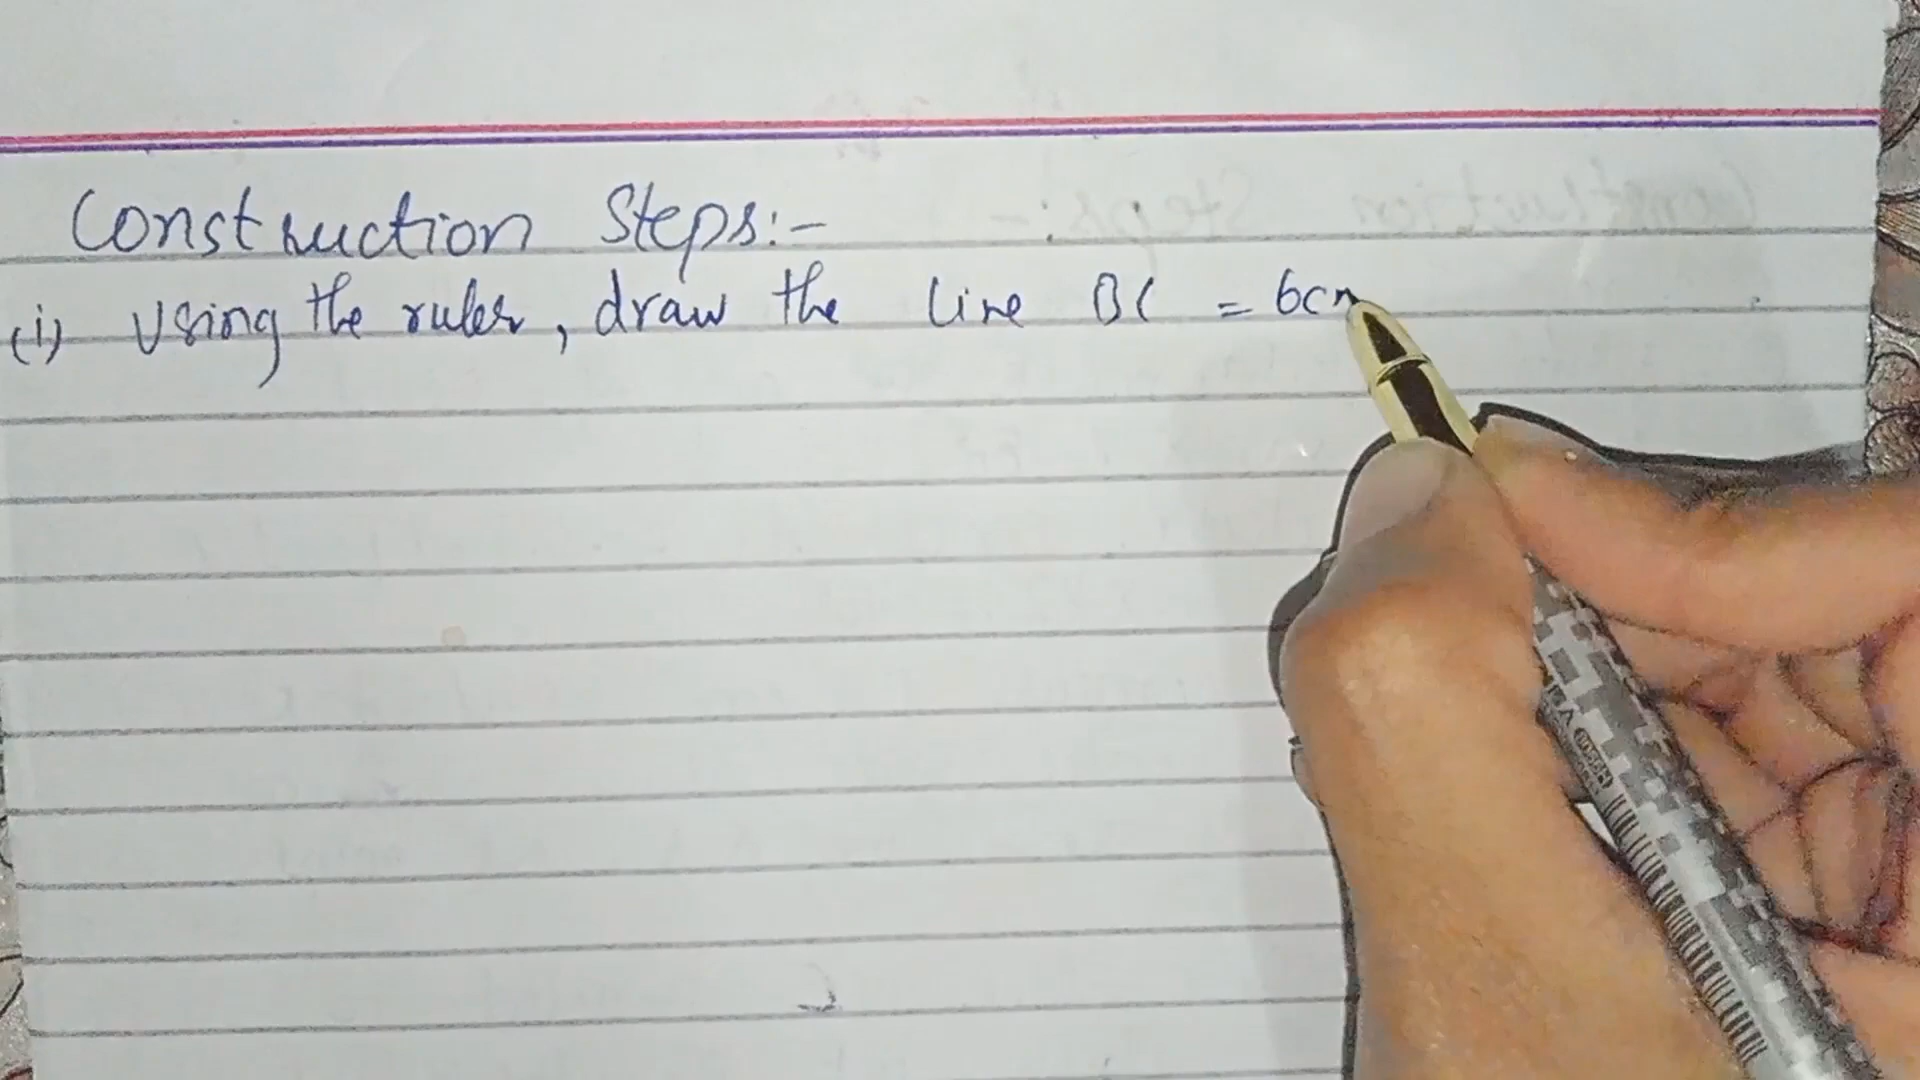 Construction Steps:-
(i) Using the ruler, draw the line BC = 6cm